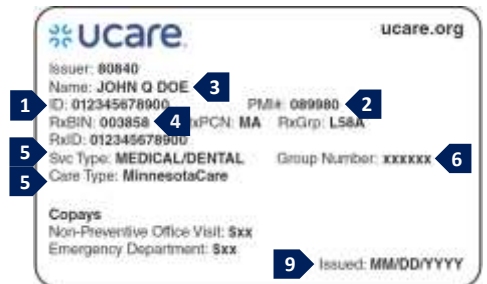 ucare ucare.org
Issuer: 80840
Name: JOHN Q DOE 3
1 ID: 012345678900 PMI#: 089980 2
RxBIN: 003858 4 xPCN: MA RxGrp: L58A
RxID: 012345678900
5 Svc Type: MEDICAL/DENTAL Group Number: xxxxxx 6
5 Care Type: MinnesotaCare
Copays
Non-Preventive Office Visit: $xx
Emergency Department: $xx
9 Issued: MM/DD/YYYY